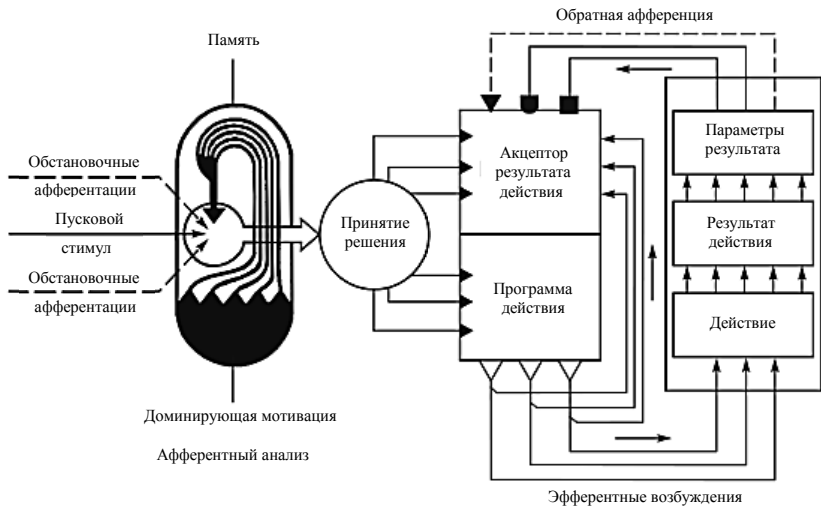 Обратная афференция
Память
Обстановочные
афферентации
Пусковой
стимул
Обстановочные
афферентации
Принятие
решения
Акцептор
результата
действия
Программа
действия
Параметры
результата
Результат
действия
Действие
Доминирующая мотивация
Афферентный анализ
Эфферентные возбуждения